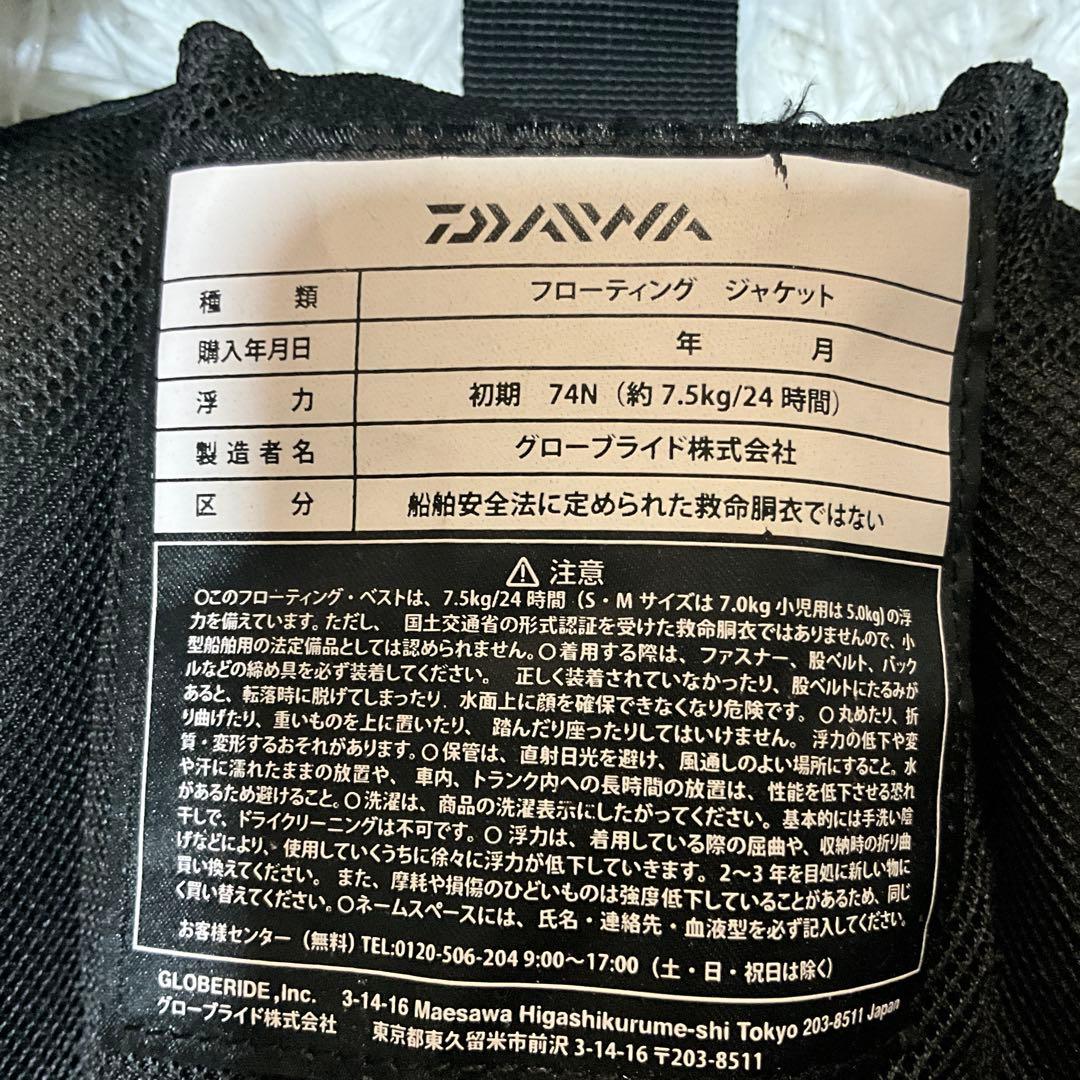 DAIWA
種類 フローティング ジャケット
購入年月日 年 月
浮力 初期 74N（約 7.5kg/24 時間）
製造者名 グローブライド株式会社
区分 船舶安全法に定められた救命胴衣ではない
⚠ 注意
〇このフローティング・ベストは、7.5kg/24 時間（S・M サイズは 7.0kg 小児用は 5.0kg）の浮
力を備えています。ただし、 国土交通省の形式認証を受けた救命胴衣ではありませんので、小
型船舶用の法定備品としては認められません。〇着用する際は、ファスナー、股ベルト、バック
ルなどの締め具を必ず装着してください。 正しく装着されていなかったり、股ベルトにたるみが
あると、転落時に脱げてしまったり、水面上に顔を確保できなくなり危険です。〇丸めたり、折
り曲げたり、重いものを上に置いたり、 踏んだり座ったりしてはいけません。浮力の低下や変
質・変形するおそれがあります。〇保管は、直射日光を避け、風通しのよい場所にすること。水
や汗に濡れたままの放置や、 車内、トランク内への長時間の放置は、性能を低下させる恐れ
があるため避けること。〇洗濯は、商品の洗濯表示にしたがってください。基本的には手洗い陰
干しで、ドライクリーニングは不可です。〇浮力は、着用している際の屈曲や、収納時の折り曲
げなどにより、使用していくうちに徐々に浮力が低下していきます。2～3 年を目処に新しい物に
買い換えてください。また、摩耗や損傷のひどいものは強度低下していることがあるため、同じ
く買い替えてください。〇ネームスペースには、氏名・連絡先・血液型を必ず記入してください。
お客様センター（無料）TEL:0120-506-204 9:00～17:00（土・日・祝日は除く）
GLOBERIDE ,Inc. 3-14-16 Maesawa Higashikurume-shi Tokyo 203-8511 Japan
グローブライド株式会社 東京都東久留米市前沢 3-14-16 〒203-8511